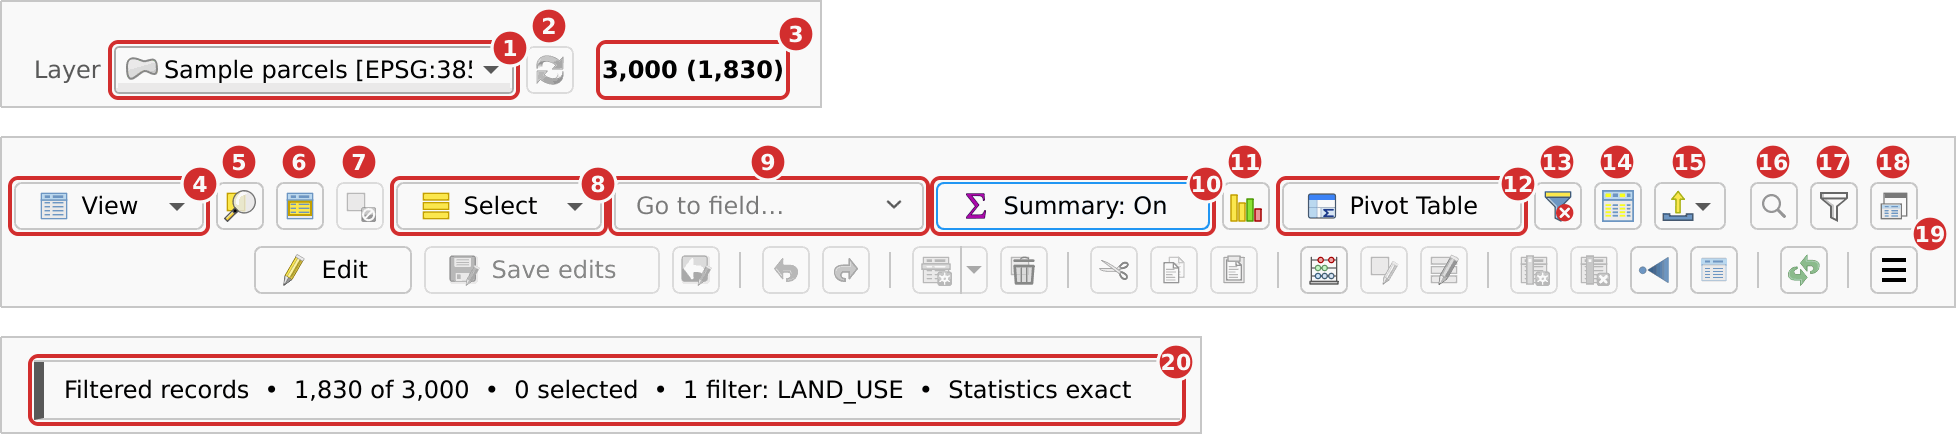 2
1
3
Layer
Sample parcels [EPSG:385
3,000 (1,830)
4
5
6
7
8
9
10
11
12
13
14
15
16
17
18
View
Select
Go to field...
Summary: On
Pivot Table
19
Edit
Save edits
20
Filtered records • 1,830 of 3,000 • 0 selected • 1 filter: LAND_USE • Statistics exact